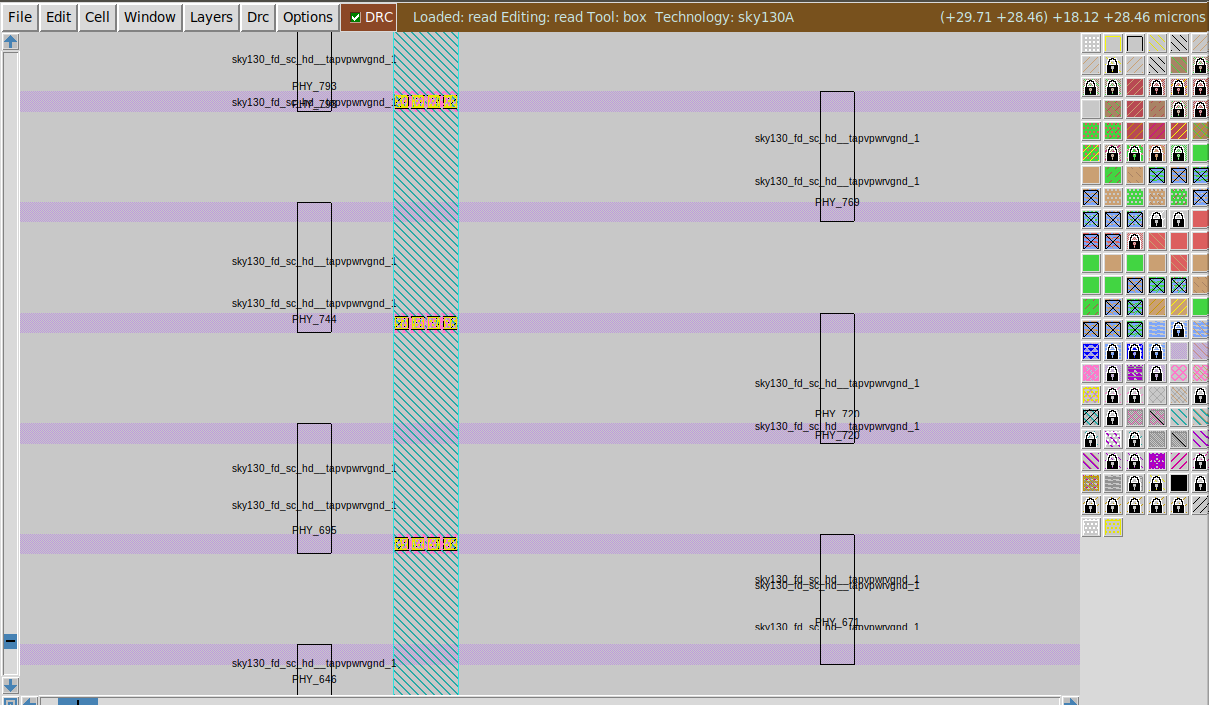 File Edit Cell Window Layers Drc Options DRC Loaded: read Editing: read Tool: box Technology: sky130A (+29.71 +28.46) +18.12 +28.46 microns
sky130_fd_sc_hd__tapvpwrvgnd_1
PHY_793
sky130_fd_sc_hd__tapvpwrvgnd_1
PHY_793
sky130_fd_sc_hd__tapvpwrvgnd_1
sky130_fd_sc_hd__tapvpwrvgnd_1
PHY_769
sky130_fd_sc_hd__tapvpwrvgnd_1
sky130_fd_sc_hd__tapvpwrvgnd_1
PHY_744
sky130_fd_sc_hd__tapvpwrvgnd_1
PHY_720
sky130_fd_sc_hd__tapvpwrvgnd_1
PHY_720
sky130_fd_sc_hd__tapvpwrvgnd_1
sky130_fd_sc_hd__tapvpwrvgnd_1
PHY_695
sky130_fd_sc_hd__tapvpwrvgnd_1
sky130_fd_sc_hd__tapvpwrvgnd_1
PHY_671
sky130_fd_sc_hd__tapvpwrvgnd_1
sky130_fd_sc_hd__tapvpwrvgnd_1
PHY_646